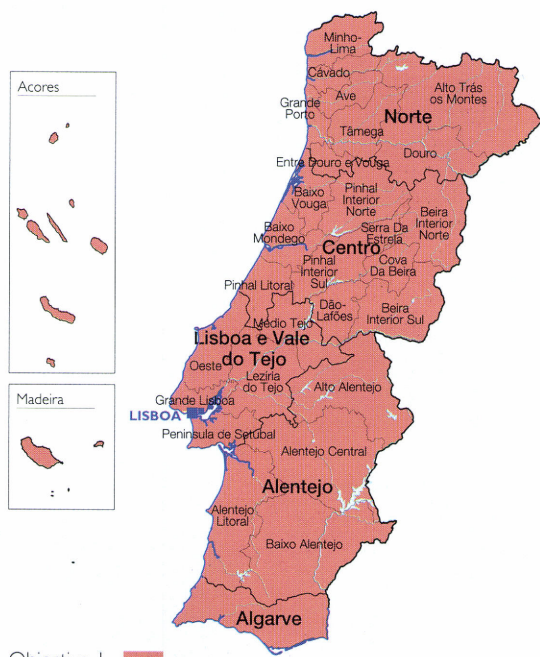 Minho-
Lima
Cávado
Ave
Alto Trás
os Montes
Grande
Porto
Norte
Tâmega
Douro
Entre Douro e Vouga
Acores
Baixo
Vouga
Pinhal
Interior
Norte
Beira
Interior
Norte
Baixo
Mondego
Serra Da
Estrela
Centro
Pinhal
Interior
Sul
Cova
Da Beira
Pinhal Litoral
Dão-
Lafões
Beira
Interior Sul
Médio Tejo
Lisboa e Vale
do Tejo
Oeste
Lezíria
do Tejo
Alto Alentejo
Madeira
Grande Lisboa
LISBOA
Peninsula de Setubal
Alentejo Central
Alentejo
Alentejo
Litoral
Baixo Alentejo
Algarve